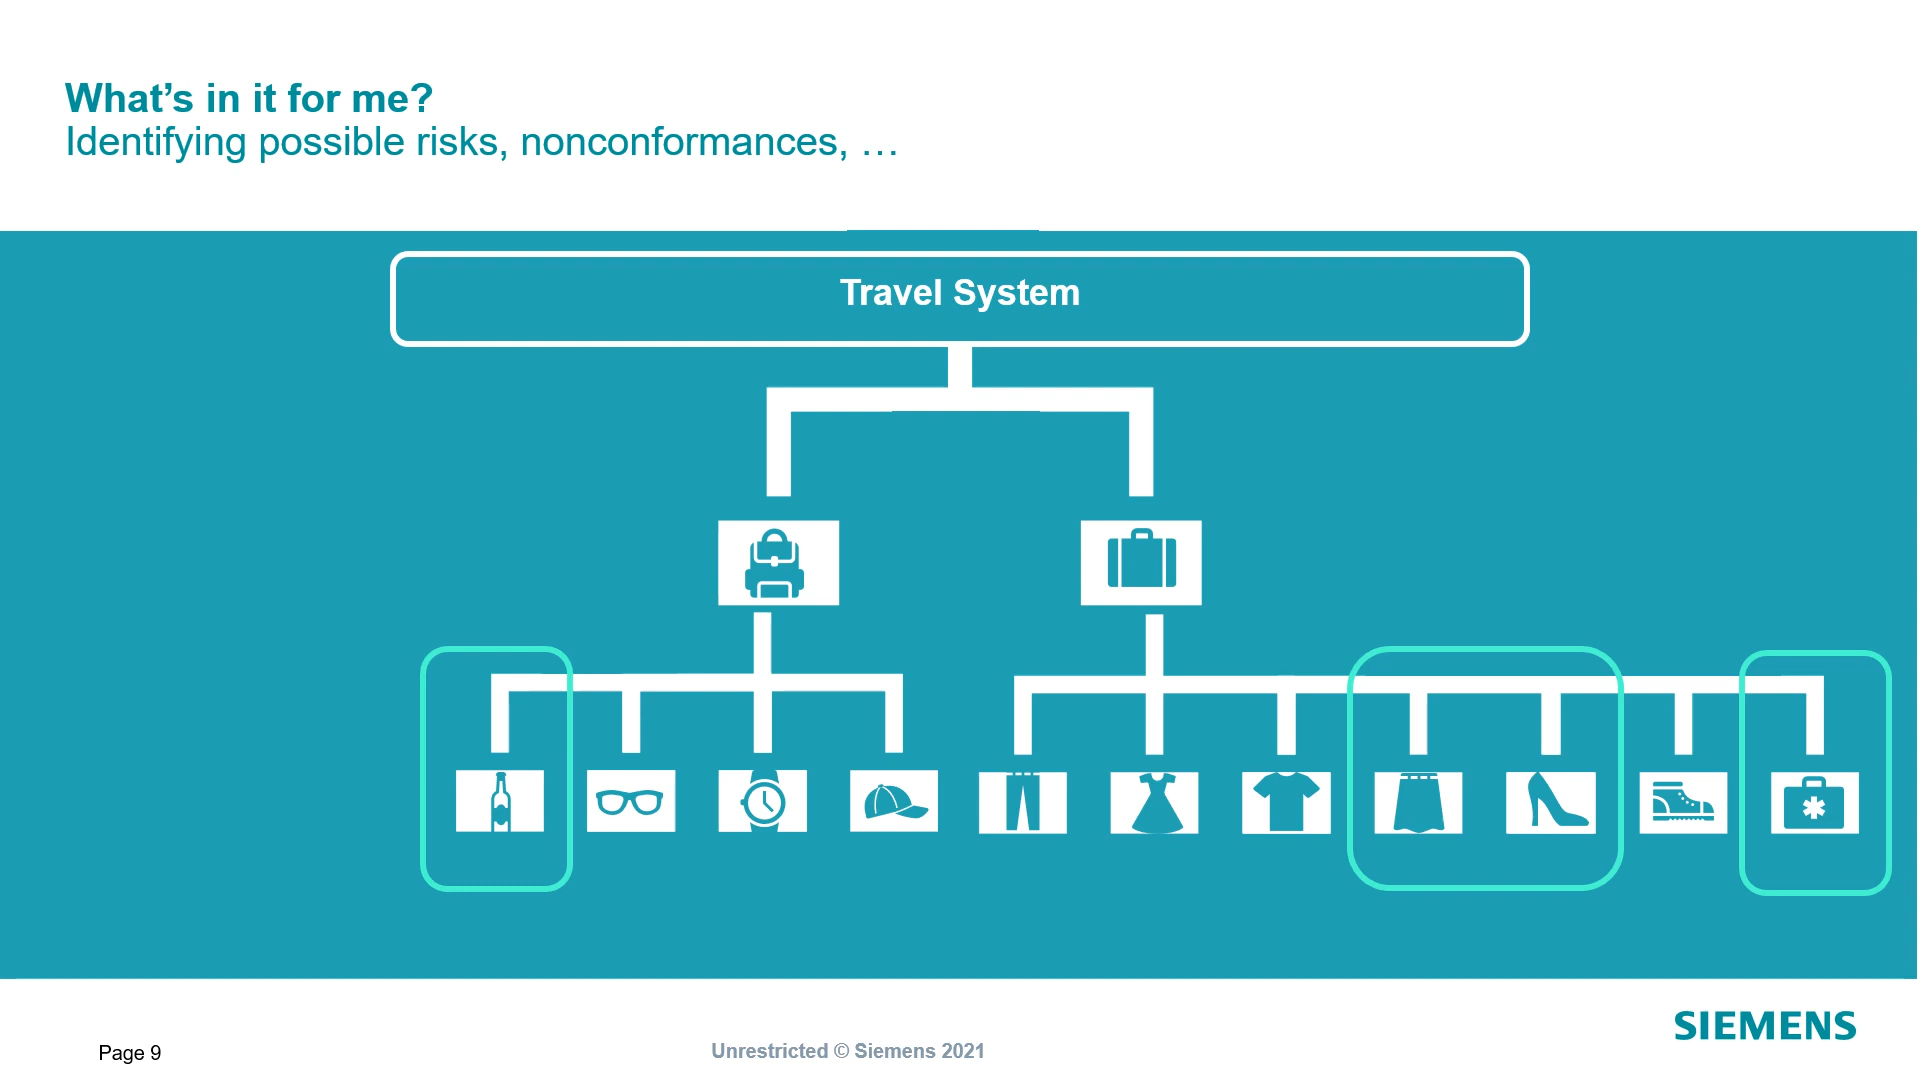 What’s in it for me?
Identifying possible risks, nonconformances, …
Travel System
SIEMENS
Page 9
Unrestricted © Siemens 2021